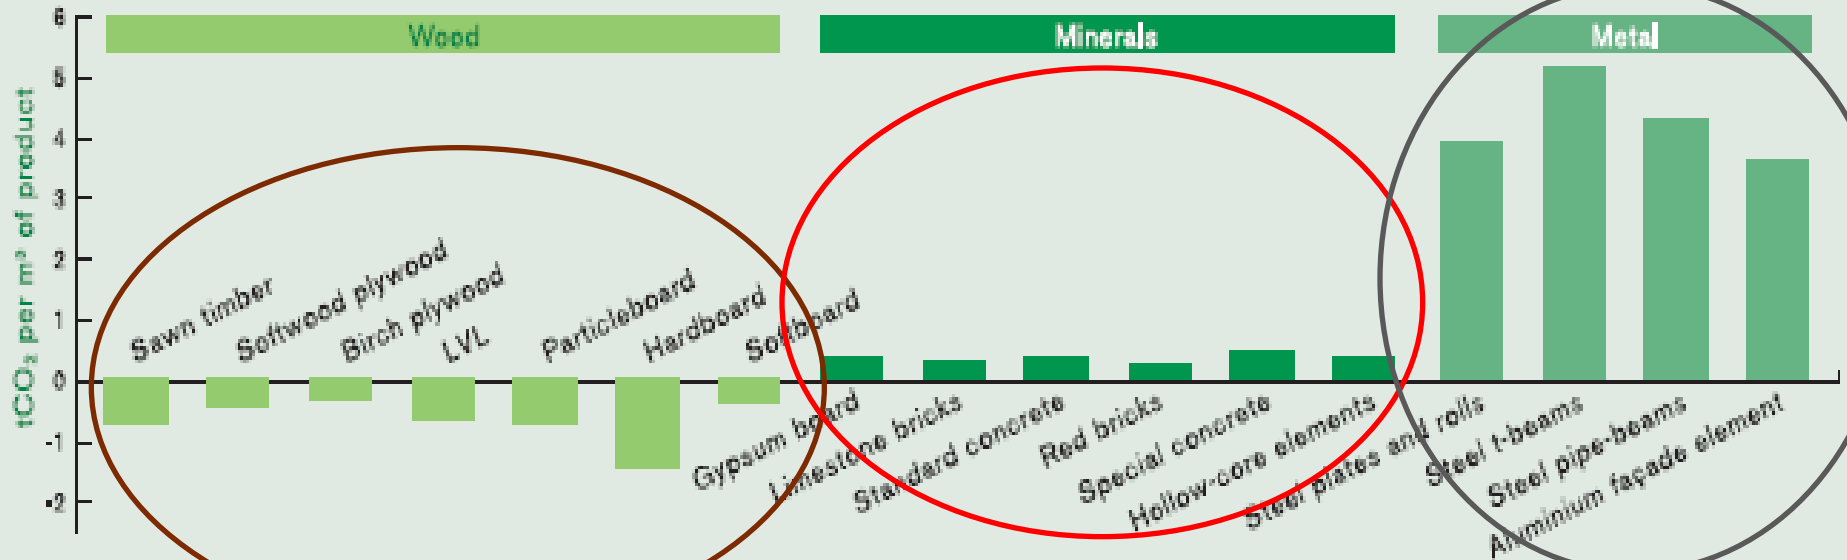 Wood
Minerals
Metal
tCO₂ per m³ of product
6
5
4
3
2
1
0
-1
-2
Sawn timber
Softwood plywood
Birch plywood
LVL
Particleboard
Hardboard
Softboard
Gypsum board
Limestone bricks
Standard concrete
Red bricks
Special concrete
Hollow-core elements
Steel plates and rolls
Steel t-beams
Steel pipe-beams
Aluminium façade element